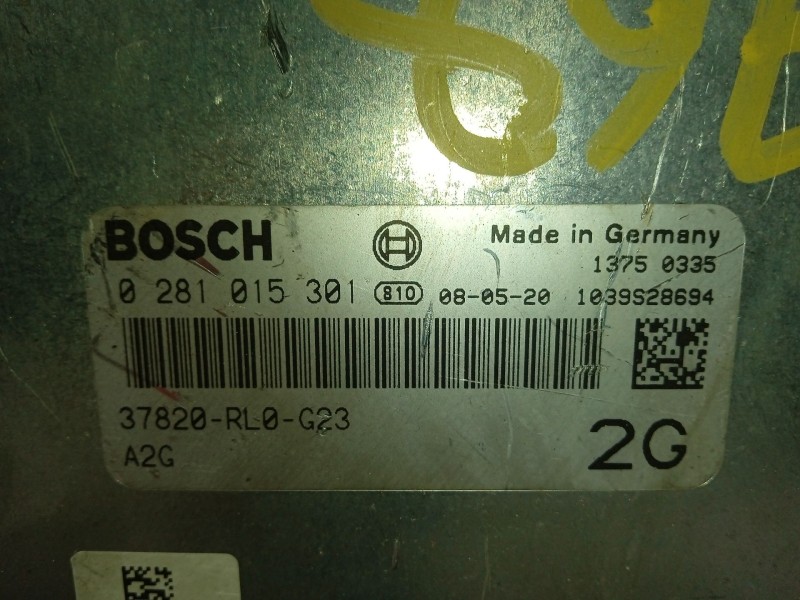 BOSCH Made in Germany
1375 0335
0 281 015 301 810 08-05-20 1039S28694
37820-RL0-G23
A2G 2G